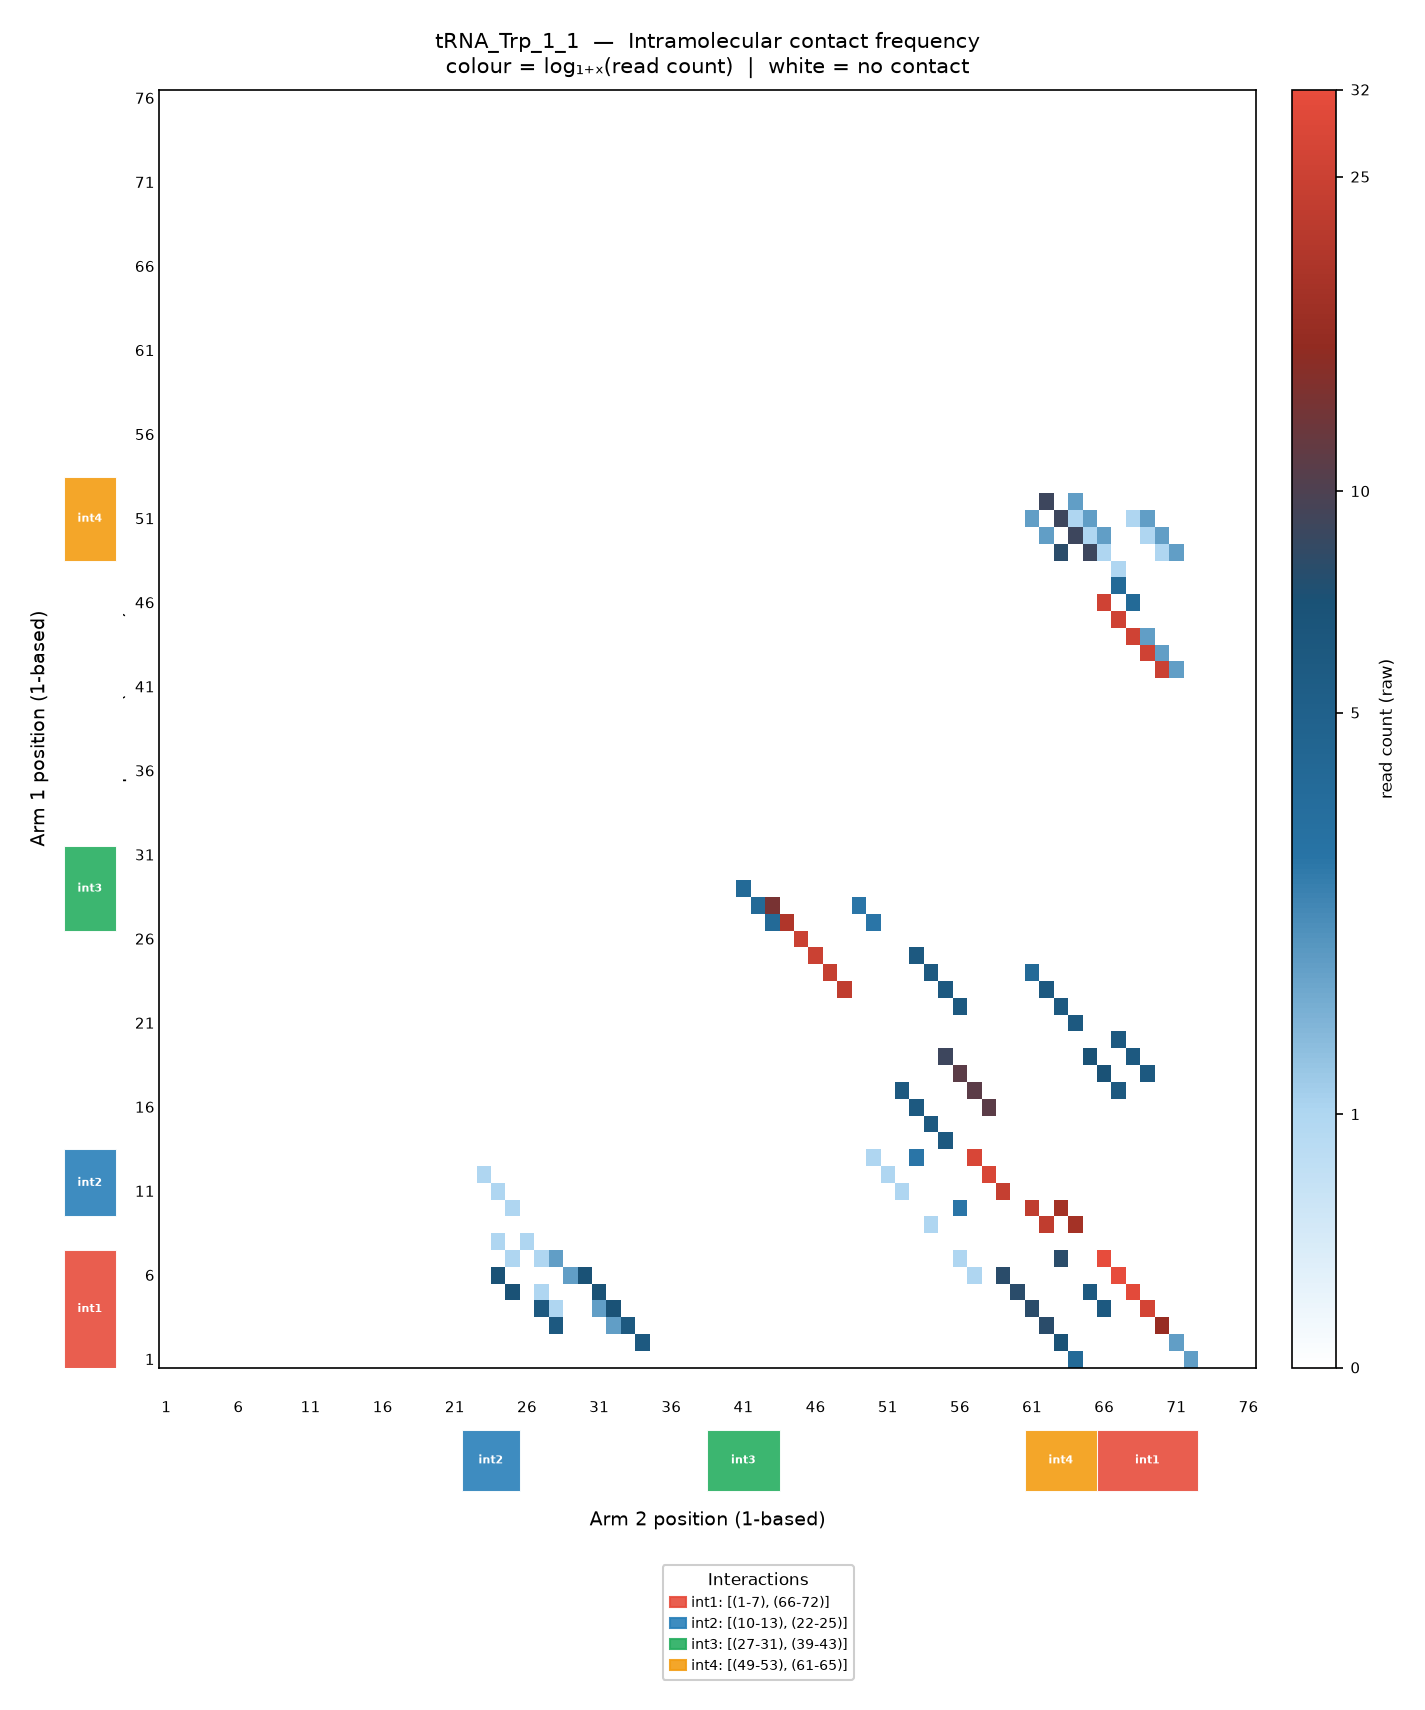 tRNA_Trp_1_1  —  Intramolecular contact frequency
colour = log₁₊ₓ(read count)  |  white = no contact
76
71
66
61
56
51
46
41
36
31
26
21
16
11
6
1
int4
int3
int2
int1
Arm 1 position (1-based)
32
25
10
5
1
0
read count (raw)
1 6 11 16 21 26 31 36 41 46 51 56 61 66 71 76
int2 int3 int4 int1
Arm 2 position (1-based)
Interactions
int1: [(1-7), (66-72)]
int2: [(10-13), (22-25)]
int3: [(27-31), (39-43)]
int4: [(49-53), (61-65)]